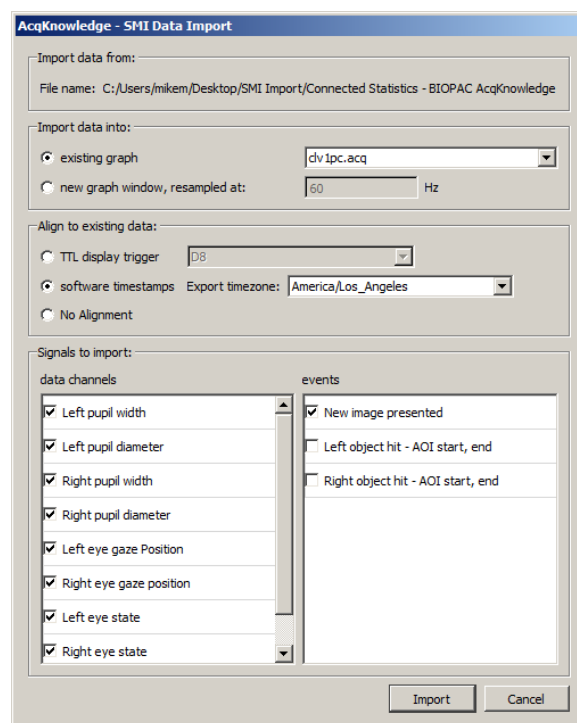 AcqKnowledge - SMI Data Import
Import data from:
File name: C:/Users/mikem/Desktop/SMI Import/Connected Statistics - BIOPAC AcqKnowledge
Import data into:
existing graph clv1pc.acq
new graph window, resampled at: 60 Hz
Align to existing data:
TTL display trigger D8
software timestamps Export timezone: America/Los_Angeles
No Alignment
Signals to import:
data channels events
Left pupil width New image presented
Left pupil diameter Left object hit - AOI start, end
Right pupil width Right object hit - AOI start, end
Right pupil diameter
Left eye gaze Position
Right eye gaze position
Left eye state
Right eye state
Import Cancel